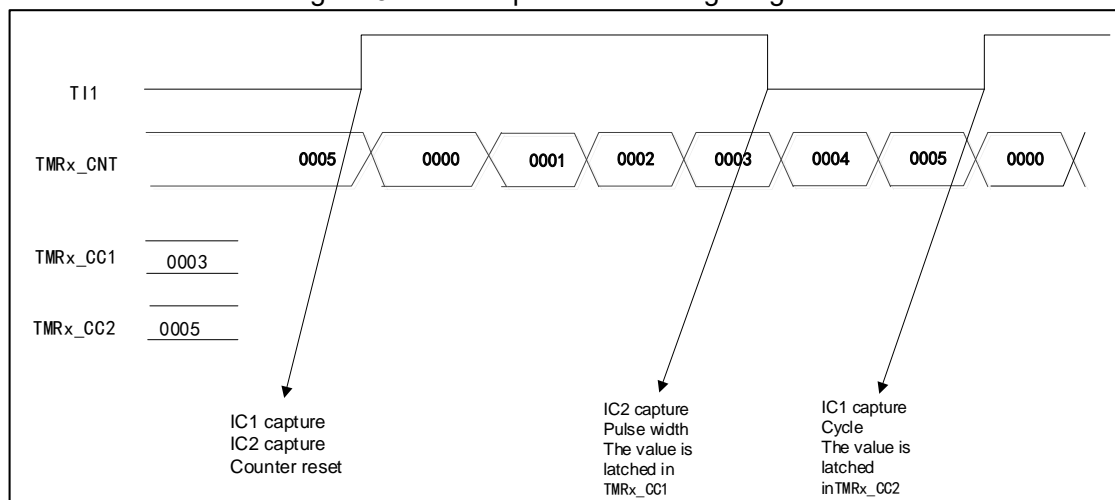 TI1
TMRx_CNT
0005 0000 0001 0002 0003 0004 0005 0000
TMRx_CC1
0003
TMRx_CC2
0005
IC1 capture
IC2 capture
Counter reset
IC2 capture
Pulse width
The value is
latched in
TMRx_CC1
IC1 capture
Cycle
The value is
latched
inTMRx_CC2